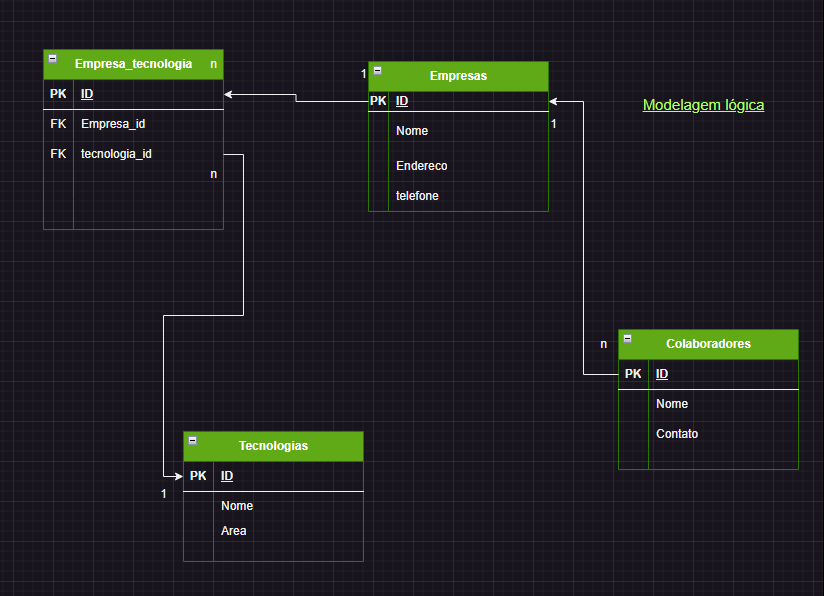 Empresa_tecnologia n
PK ID
FK Empresa_id
FK tecnologia_id
n
1
Empresas
PK ID
1
Nome
Endereco
telefone
Modelagem lógica
n
Colaboradores
PK ID
Nome
Contato
Tecnologias
PK ID
1
Nome
Area